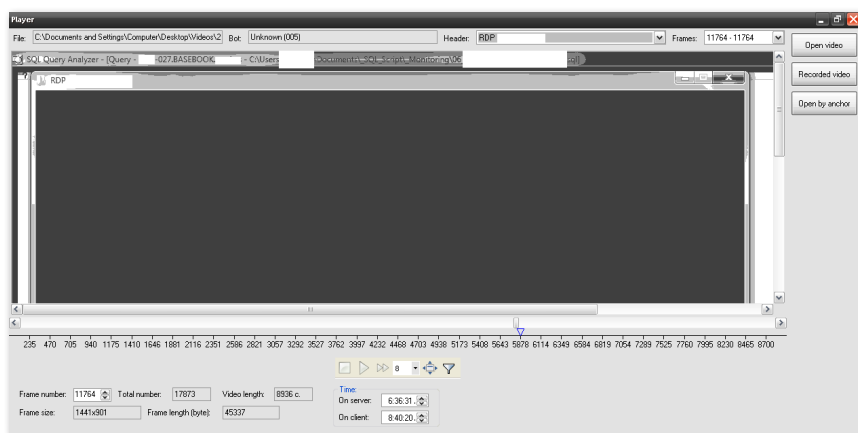 Player
File: C:\Documents and Settings\Computer\Desktop\Videos\2 Bot: Unknown (005) Header: RDP Frames: 11764 - 11764
Open video
SQL Query Analyzer - [Query - -027.BASEBOOK. - C:\Users Documents\_SQL_Script\_Monitoring\06 .ql]
RDP
Recorded video
Open by anchor
235 470 705 940 1175 1410 1646 1881 2116 2351 2586 2821 3057 3292 3527 3762 3997 4232 4468 4703 4938 5173 5408 5643 5878 6114 6349 6584 6819 7054 7289 7525 7760 7995 8230 8465 8700
8
Frame number: 11764 Total number: 17873 Video length: 8936 c.
Time:
On server: 6:36:31.
Frame size: 1441x901 Frame length (byte): 45337
On client: 8:40:20.